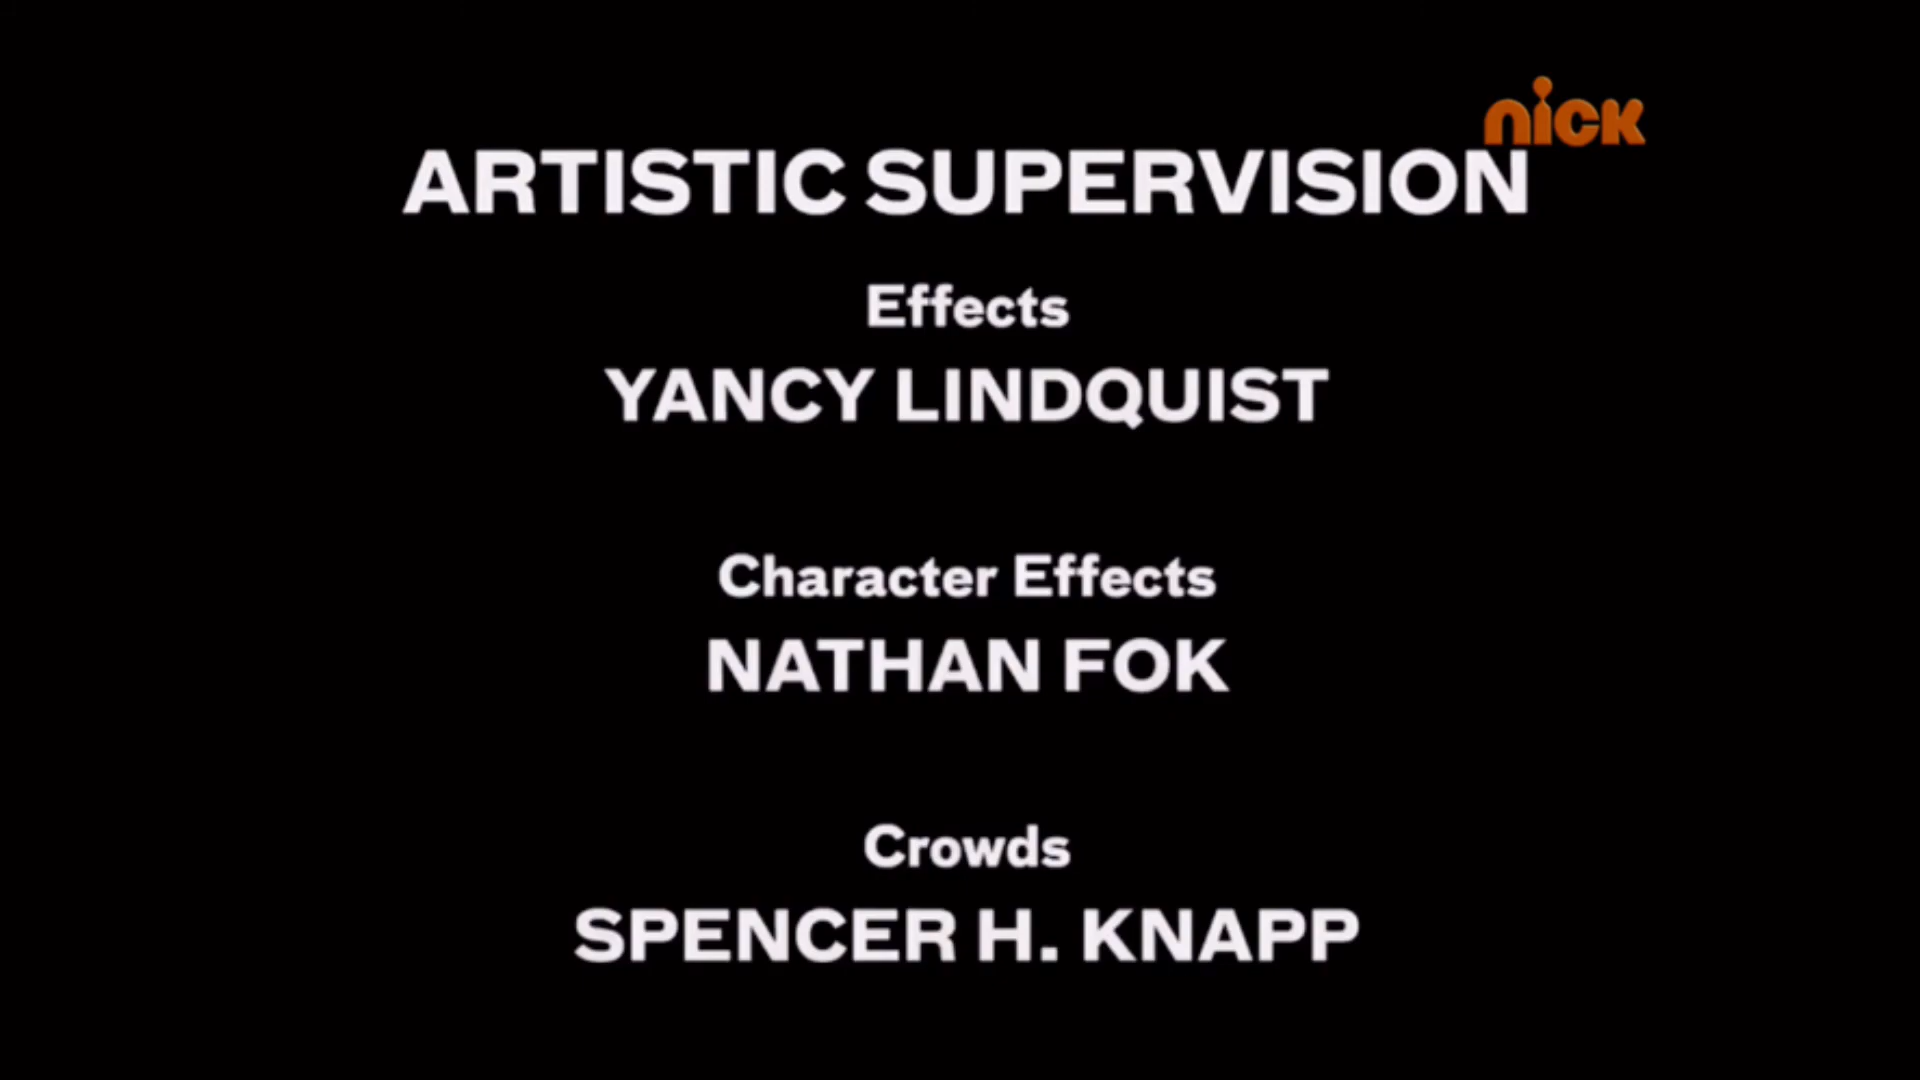 nick
ARTISTIC SUPERVISION
Effects
YANCY LINDQUIST
Character Effects
NATHAN FOK
Crowds
SPENCER H. KNAPP